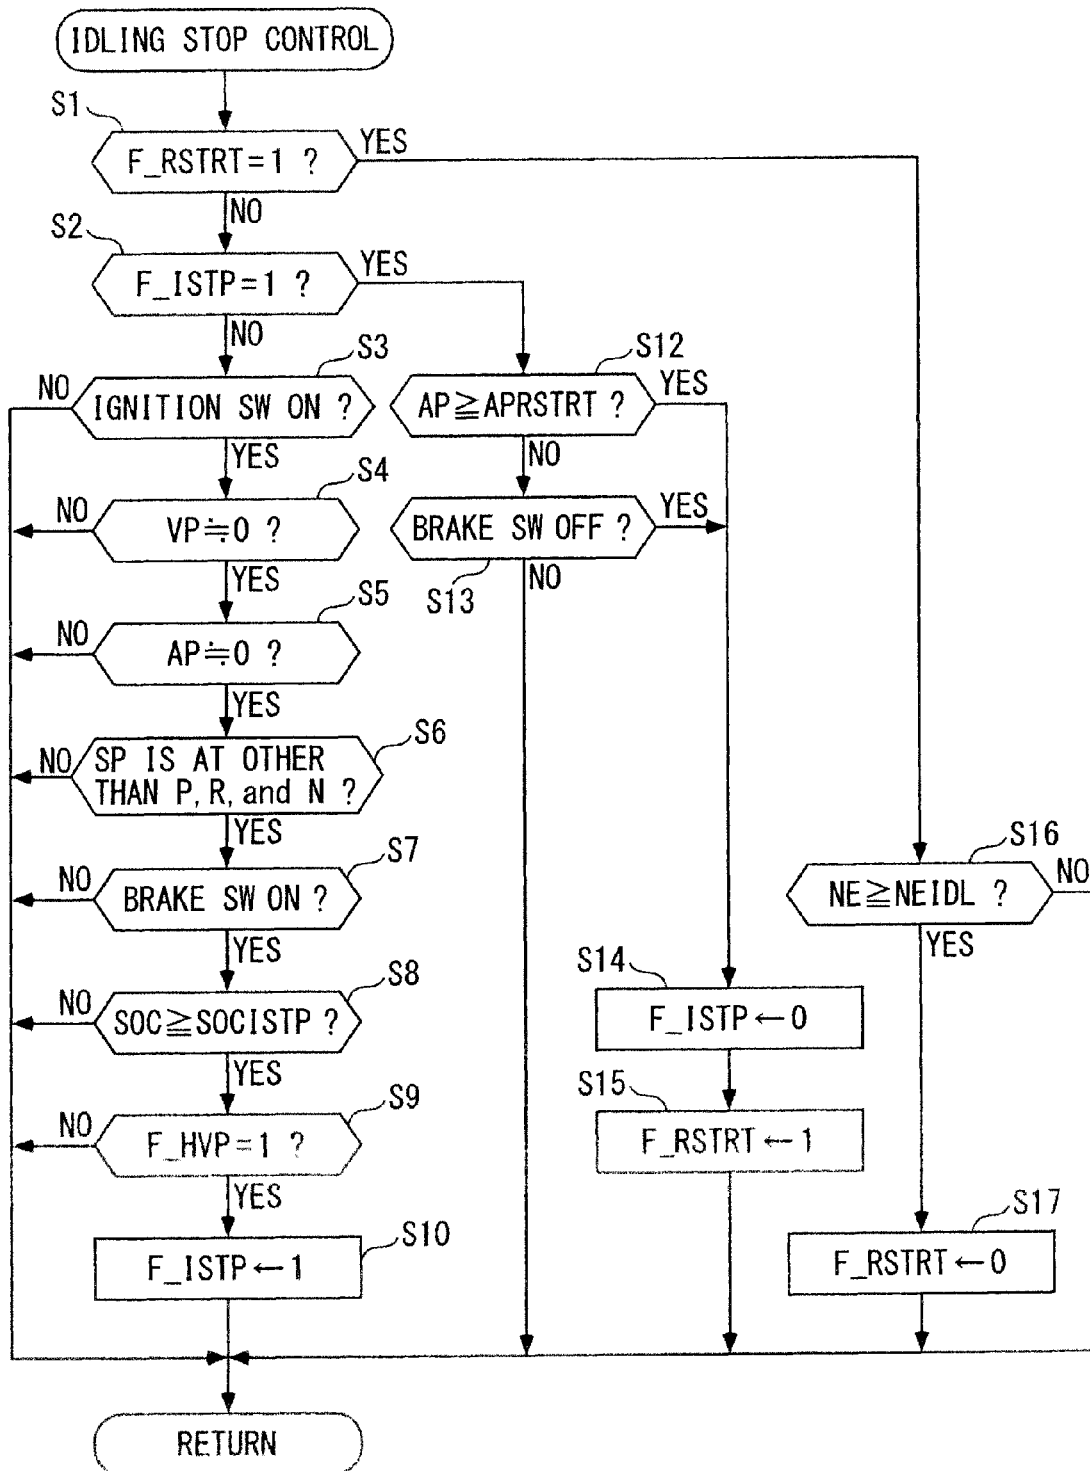 IDLING STOP CONTROL
S1
F_RSTRT=1 ?
YES
NO
S2
F_ISTP=1 ?
YES
NO
S3
IGNITION SW ON ?
NO
YES
S12
AP≧APRSTRT ?
YES
NO
S4
VP≒0 ?
NO
YES
BRAKE SW OFF ?
YES
S13
NO
S5
AP≒0 ?
NO
YES
S6
SP IS AT OTHER
THAN P, R, and N ?
NO
YES
S7
BRAKE SW ON ?
NO
YES
S16
NE≧NEIDL ?
NO
YES
S8
SOC≧SOCISTP ?
NO
YES
S14
F_ISTP←0
S9
F_HVP=1 ?
NO
YES
S15
F_RSTRT←1
S10
F_ISTP←1
S17
F_RSTRT←0
RETURN